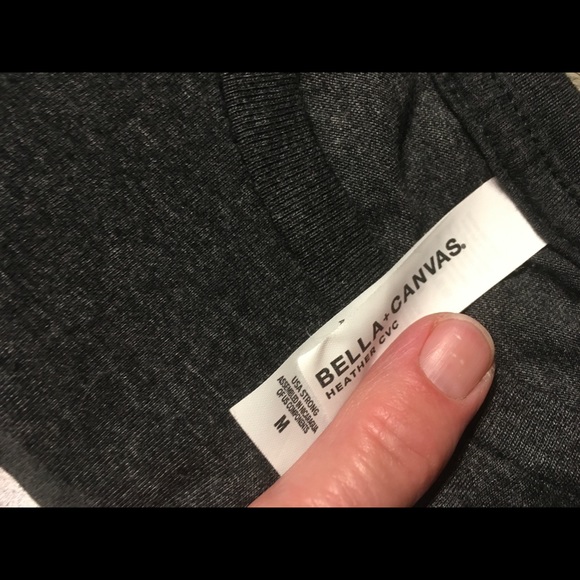 BELLA+CANVAS.
HEATHER CVC
USA STRONG
ASSEMBLED IN NICARAGUA
OF US COMPONENTS
M